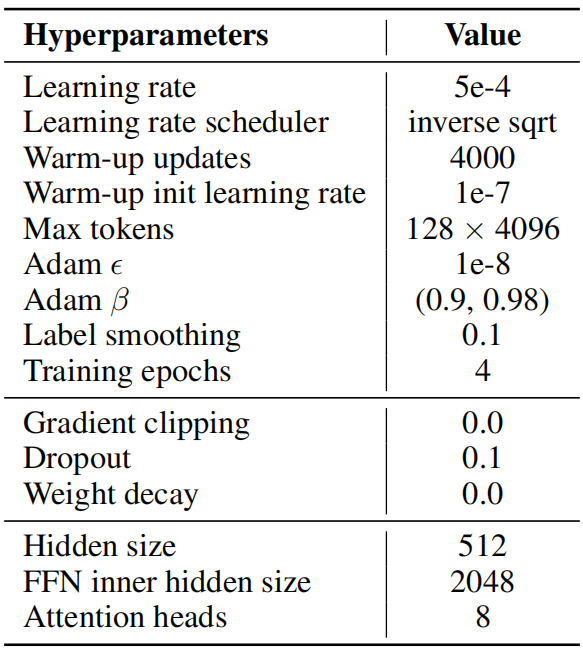 Hyperparameters Value
Learning rate 5e-4
Learning rate scheduler inverse sqrt
Warm-up updates 4000
Warm-up init learning rate 1e-7
Max tokens 128 × 4096
Adam ϵ 1e-8
Adam β (0.9, 0.98)
Label smoothing 0.1
Training epochs 4
Gradient clipping 0.0
Dropout 0.1
Weight decay 0.0
Hidden size 512
FFN inner hidden size 2048
Attention heads 8